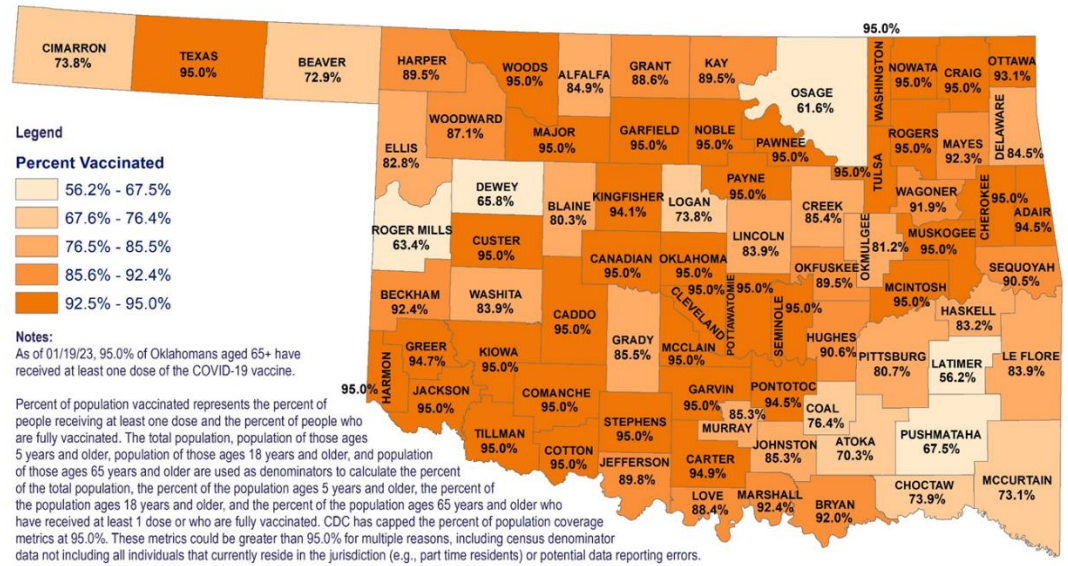 95.0%
CIMARRON
73.8%
TEXAS
95.0%
BEAVER
72.9%
HARPER
89.5%
WOODS
95.0%
ALFALFA
84.9%
GRANT
88.6%
KAY
89.5%
OSAGE
61.6%
WASHINGTON
NOWATA
95.0%
CRAIG
95.0%
OTTAWA
93.1%
DELAWARE
84.5%
WOODWARD
87.1%
ELLIS
82.8%
MAJOR
95.0%
GARFIELD
95.0%
NOBLE
95.0%
PAWNEE
95.0%
ROGERS
95.0%
MAYES
92.3%
Legend
Percent Vaccinated
56.2% - 67.5%
67.6% - 76.4%
76.5% - 85.5%
85.6% - 92.4%
92.5% - 95.0%
95.0%
TULSA
DEWEY
65.8%
BLAINE
80.3%
KINGFISHER
94.1%
LOGAN
73.8%
PAYNE
95.0%
CREEK
85.4%
WAGONER
91.9%
CHEROKEE
95.0%
ADAIR
94.5%
ROGER MILLS
63.4%
CUSTER
95.0%
CANADIAN
95.0%
OKLAHOMA
95.0%
LINCOLN
83.9%
OKMULGEE
81.2%
MUSKOGEE
95.0%
OKFUSKEE
89.5%
SEQUOYAH
90.5%
BECKHAM
92.4%
WASHITA
83.9%
CADDO
95.0%
GRADY
85.5%
95.0%
CLEVELAND
POTTAWATOMIE
95.0%
SEMINOLE
95.0%
MCINTOSH
95.0%
HASKELL
83.2%
MCCLAIN
95.0%
HUGHES
90.6%
PITTSBURG
80.7%
LATIMER
56.2%
LE FLORE
83.9%
Notes:
As of 01/19/23, 95.0% of Oklahomans aged 65+ have
received at least one dose of the COVID-19 vaccine.
95.0%
HARMON
GREER
94.7%
KIOWA
95.0%
JACKSON
95.0%
COMANCHE
95.0%
GARVIN
95.0%
PONTOTOC
94.5%
COAL
76.4%
TILLMAN
95.0%
COTTON
95.0%
STEPHENS
95.0%
85.3%
MURRAY
JOHNSTON
85.3%
ATOKA
70.3%
PUSHMATAHA
67.5%
JEFFERSON
89.8%
CARTER
94.9%
LOVE
88.4%
MARSHALL
92.4%
BRYAN
92.0%
CHOCTAW
73.9%
MCCURTAIN
73.1%
Percent of population vaccinated represents the percent of
people receiving at least one dose and the percent of people who
are fully vaccinated. The total population, population of those ages
5 years and older, population of those ages 18 years and older, and population
of those ages 65 years and older are used as denominators to calculate the percent
of the total population, the percent of the population ages 5 years and older, the percent of
the population ages 18 years and older, and the percent of the population ages 65 years and older who
have received at least 1 dose or who are fully vaccinated. CDC has capped the percent of population coverage
metrics at 95.0%. These metrics could be greater than 95.0% for multiple reasons, including census denominator
data not including all individuals that currently reside in the jurisdiction (e.g., part time residents) or potential data reporting errors.